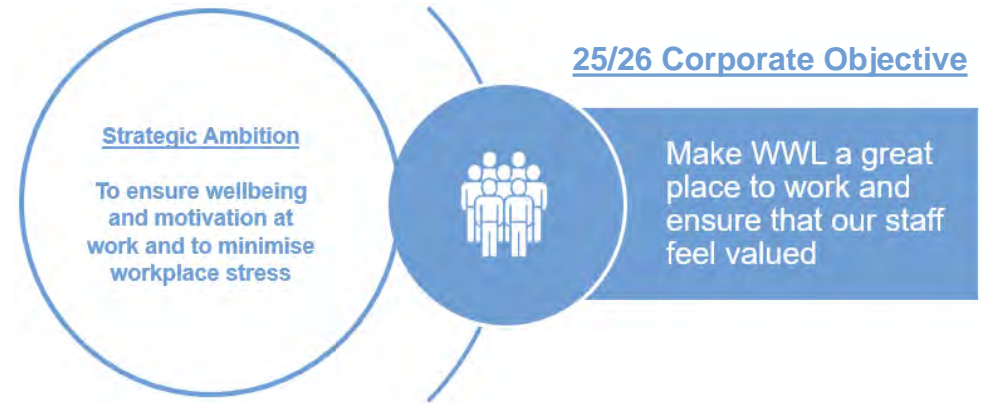 Strategic Ambition
To ensure wellbeing
and motivation at
work and to minimise
workplace stress
25/26 Corporate Objective
Make WWL a great
place to work and
ensure that our staff
feel valued